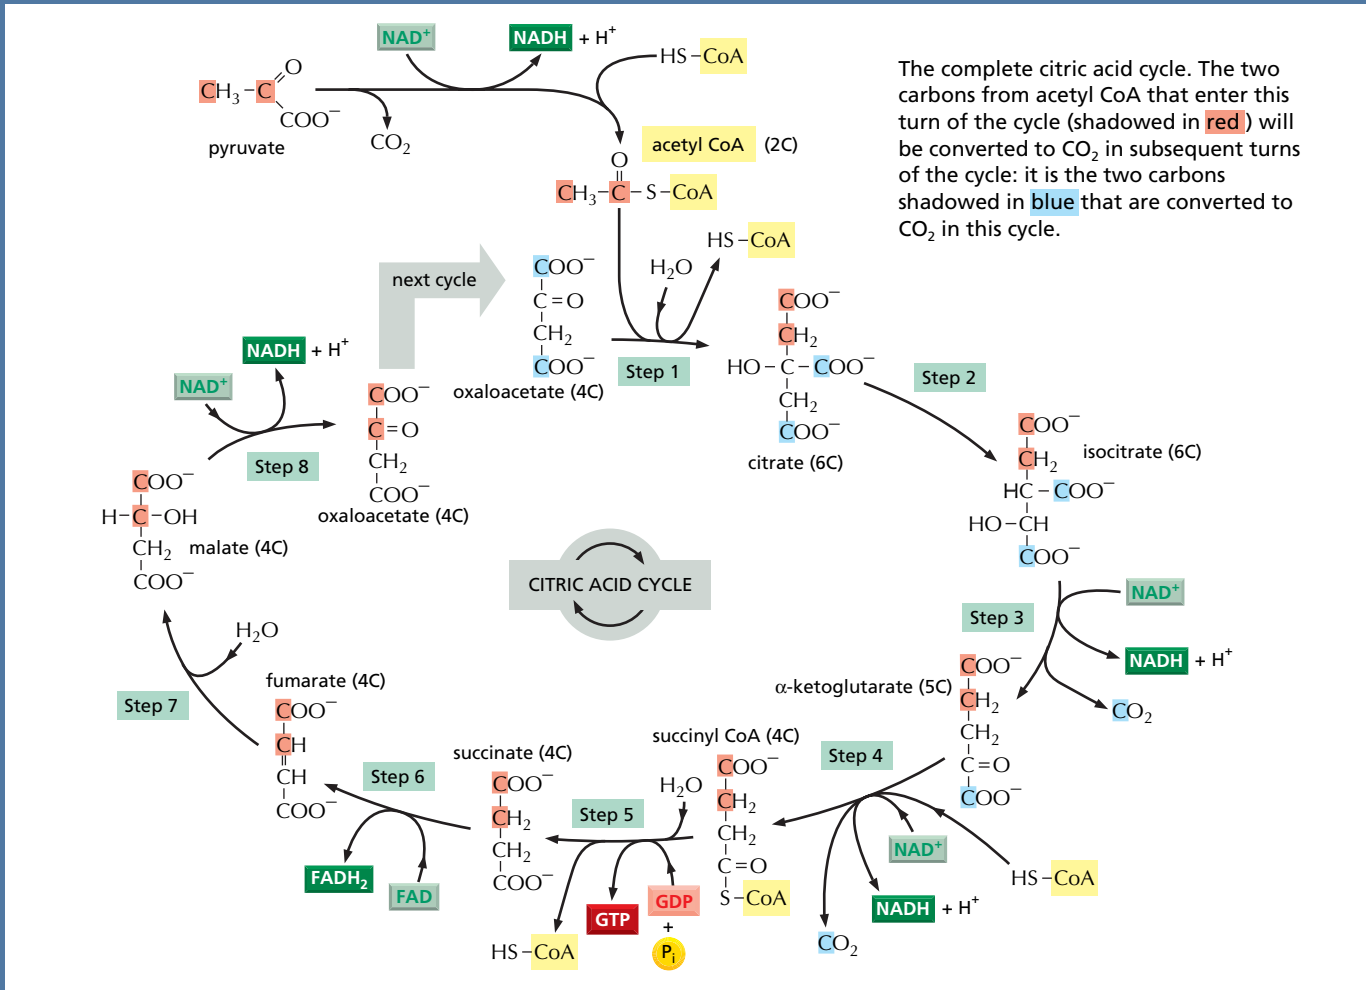 NAD⁺
NADH + H⁺
HS–CoA
CH₃–C
O
COO⁻
pyruvate
CO₂
The complete citric acid cycle. The two
carbons from acetyl CoA that enter this
turn of the cycle (shadowed in red ) will
be converted to CO₂ in subsequent turns
of the cycle: it is the two carbons
shadowed in blue that are converted to
CO₂ in this cycle.
acetyl CoA (2C)
O
CH₃–C–S–CoA
HS–CoA
H₂O
next cycle
COO⁻
C=O
CH₂
COO⁻
oxaloacetate (4C)
Step 1
COO⁻
CH₂
HO–C–COO⁻
CH₂
COO⁻
citrate (6C)
Step 2
COO⁻
CH₂
HC–COO⁻
HO–CH
COO⁻
isocitrate (6C)
Step 3
NAD⁺
NADH + H⁺
CO₂
COO⁻
CH₂
CH₂
C=O
COO⁻
α-ketoglutarate (5C)
Step 4
NAD⁺
HS–CoA
NADH + H⁺
CO₂
succinyl CoA (4C)
COO⁻
CH₂
CH₂
C=O
S–CoA
H₂O
Step 5
GDP
+
Pᵢ
GTP
HS–CoA
succinate (4C)
COO⁻
CH₂
CH₂
COO⁻
Step 6
FAD
FADH₂
fumarate (4C)
COO⁻
CH
CH
COO⁻
Step 7
H₂O
COO⁻
H–C–OH
CH₂
COO⁻
malate (4C)
Step 8
NAD⁺
NADH + H⁺
COO⁻
C=O
CH₂
COO⁻
oxaloacetate (4C)
CITRIC ACID CYCLE